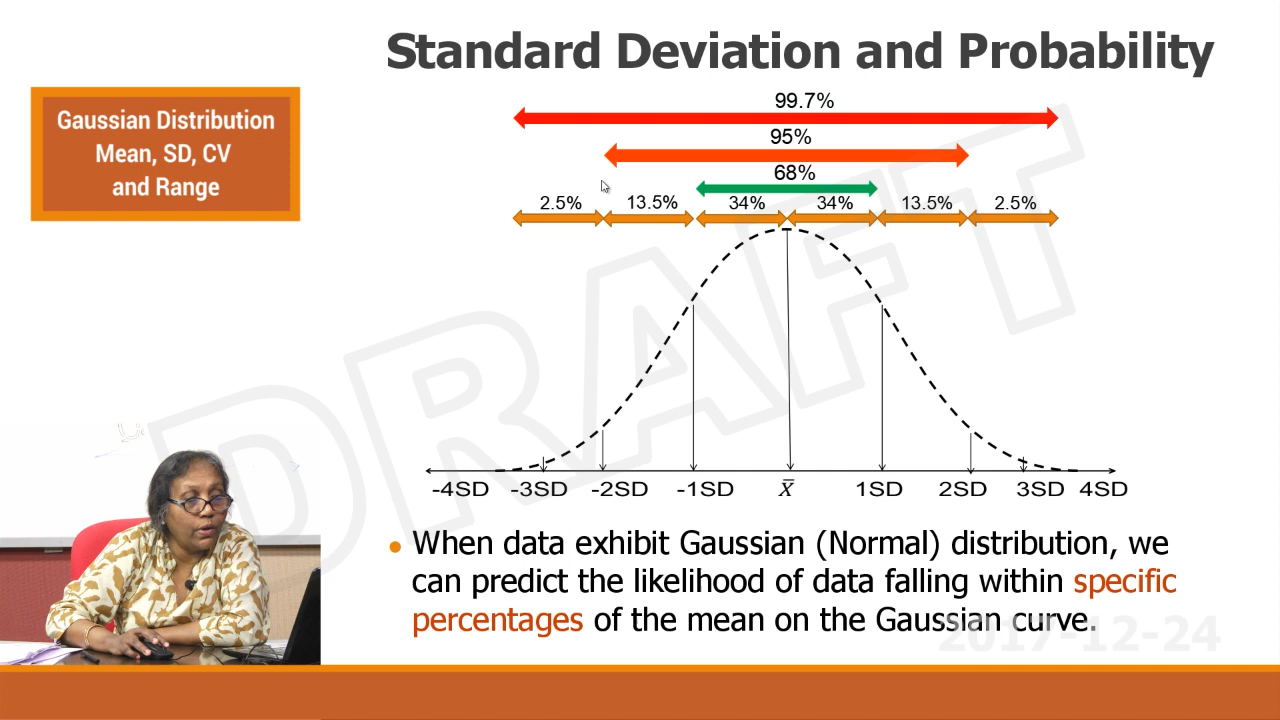 Standard Deviation and Probability
Gaussian Distribution
Mean, SD, CV
and Range
99.7%
95%
68%
2.5% 13.5% 34% 34% 13.5% 2.5%
DRAFT
-4SD -3SD -2SD -1SD X̄ 1SD 2SD 3SD 4SD
• When data exhibit Gaussian (Normal) distribution, we
can predict the likelihood of data falling within specific
percentages of the mean on the Gaussian curve.
2017-12-24